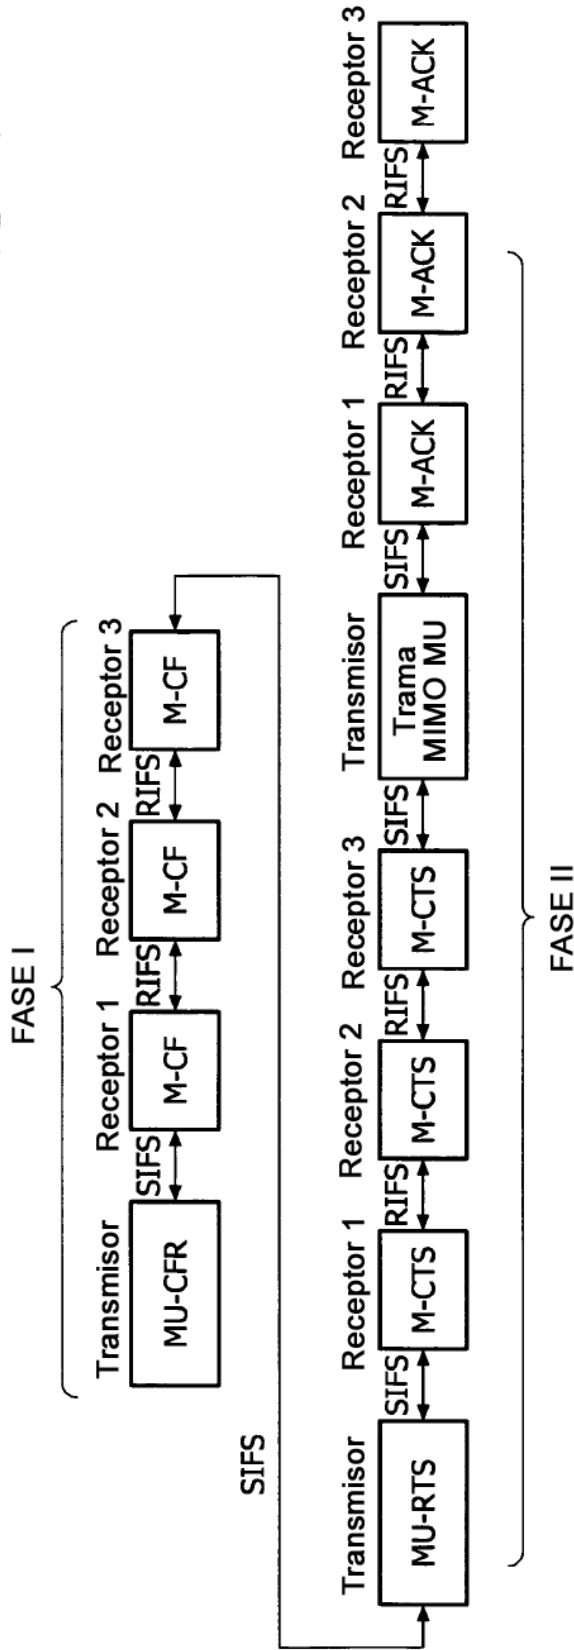 FASE I
Transmisor
MU-CFR
SIFS
Receptor 1
M-CF
RIFS
Receptor 2
M-CF
RIFS
Receptor 3
M-CF
SIFS
Transmisor
MU-RTS
SIFS
Receptor 1
M-CTS
RIFS
Receptor 2
M-CTS
RIFS
Receptor 3
M-CTS
SIFS
Transmisor
Trama
MIMO MU
SIFS
Receptor 1
M-ACK
RIFS
Receptor 2
M-ACK
RIFS
Receptor 3
M-ACK
FASE II